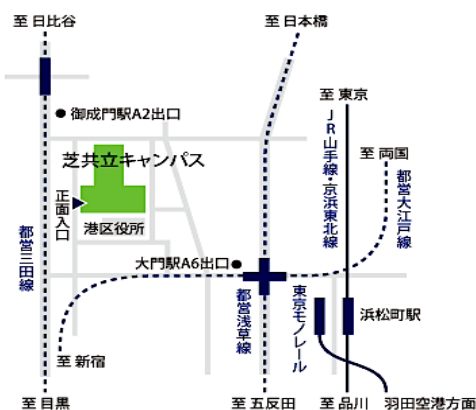 至 日比谷
至 日本橋
御成門駅A2出口
至 東京
芝共立キャンパス
JR山手線・京浜東北線
至 両国
都営大江戸線
正面入口
港区役所
都営三田線
大門駅A6出口
都営浅草線
東京モノレール
浜松町駅
至 新宿
至 目黒
至 五反田
至 品川
羽田空港方面